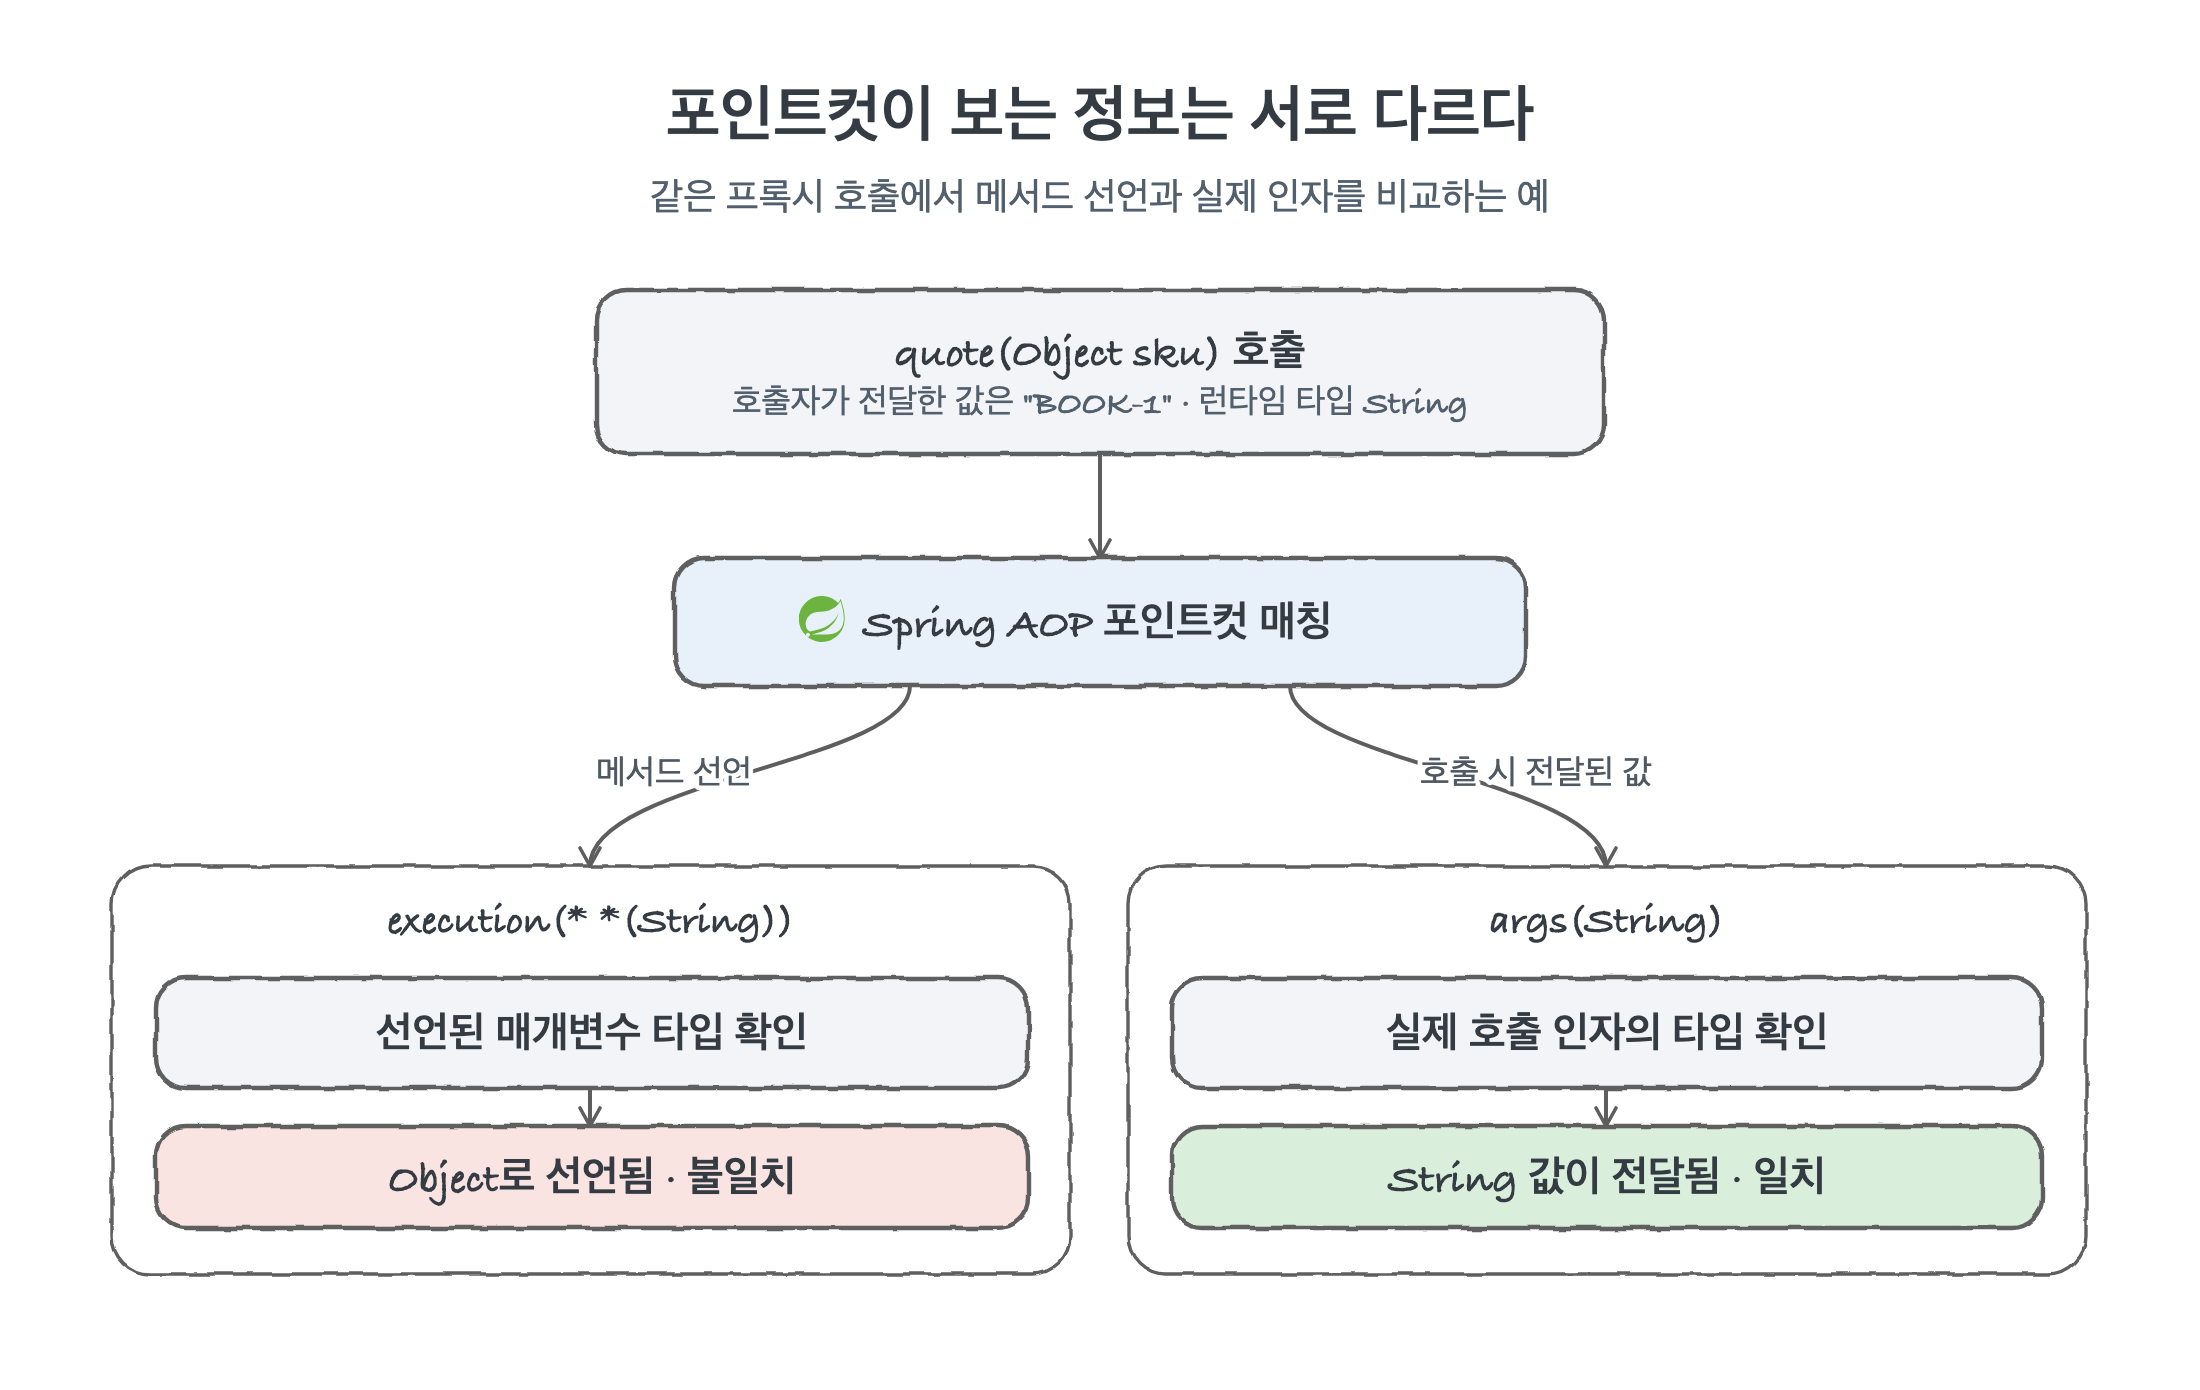 포인트컷이 보는 정보는 서로 다르다
같은 프록시 호출에서 메서드 선언과 실제 인자를 비교하는 예
quote(Object sku) 호출
호출자가 전달한 값은 "BOOK-1" · 런타임 타입 String
Spring AOP 포인트컷 매칭
메서드 선언
호출 시 전달된 값
execution(* *(String))
선언된 매개변수 타입 확인
Object로 선언됨 · 불일치
args(String)
실제 호출 인자의 타입 확인
String 값이 전달됨 · 일치